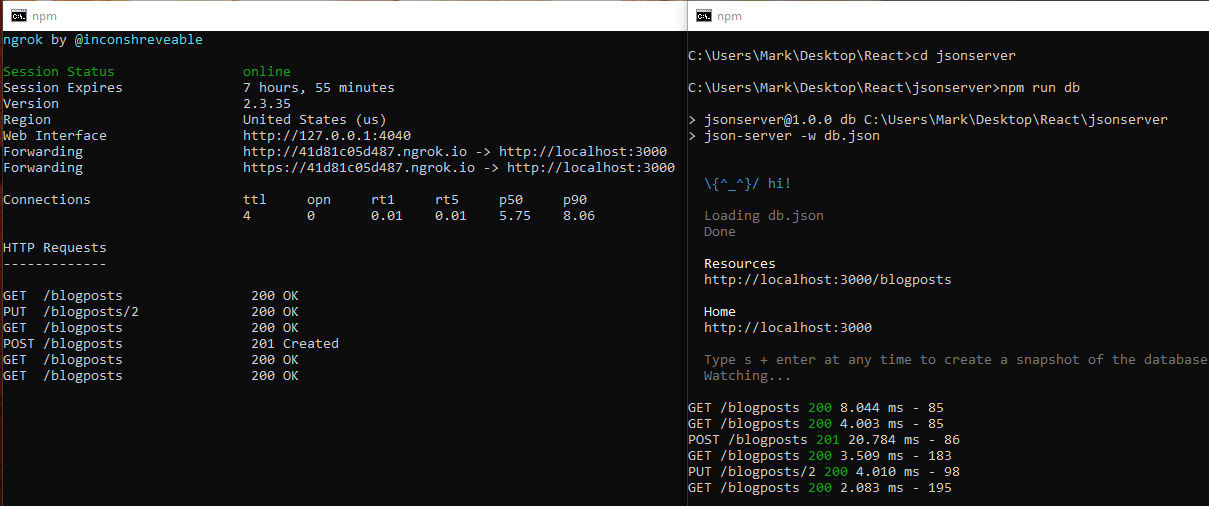 npm
ngrok by @inconshreveable
Session Status online
Session Expires 7 hours, 55 minutes
Version 2.3.35
Region United States (us)
Web Interface http://127.0.0.1:4040
Forwarding http://41d81c05d487.ngrok.io -> http://localhost:3000
Forwarding https://41d81c05d487.ngrok.io -> http://localhost:3000
Connections ttl opn rt1 rt5 p50 p90
4 0 0.01 0.01 5.75 8.06
HTTP Requests
-------------
GET /blogposts 200 OK
PUT /blogposts/2 200 OK
GET /blogposts 200 OK
POST /blogposts 201 Created
GET /blogposts 200 OK
GET /blogposts 200 OK
npm
C:\Users\Mark\Desktop\React>cd jsonserver
C:\Users\Mark\Desktop\React\jsonserver>npm run db
> jsonserver@1.0.0 db C:\Users\Mark\Desktop\React\jsonserver
> json-server -w db.json
\{^_^}/ hi!
Loading db.json
Done
Resources
http://localhost:3000/blogposts
Home
http://localhost:3000
Type s + enter at any time to create a snapshot of the database
Watching...
GET /blogposts 200 8.044 ms - 85
GET /blogposts 200 4.003 ms - 85
POST /blogposts 201 20.784 ms - 86
GET /blogposts 200 3.509 ms - 183
PUT /blogposts/2 200 4.010 ms - 98
GET /blogposts 200 2.083 ms - 195